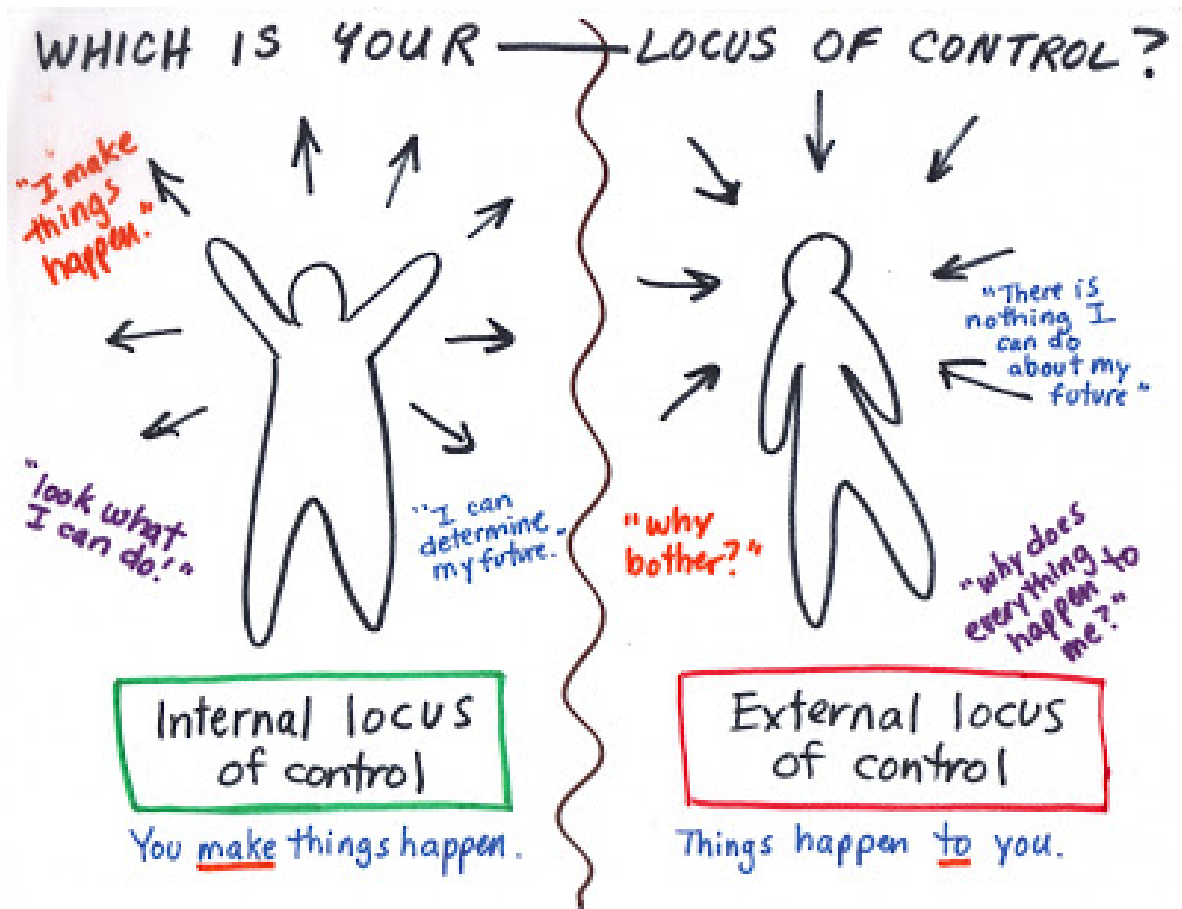 WHICH IS YOUR — LOCUS OF CONTROL?
"I make
things
happen."
"look what
I can do!"
"I can
determine
my future."
Internal locus
of control
You make things happen.
"There is
nothing I
can do
about my
future"
"why
bother?"
"why does
everything
happen to
me?"
External locus
of control
Things happen to you.